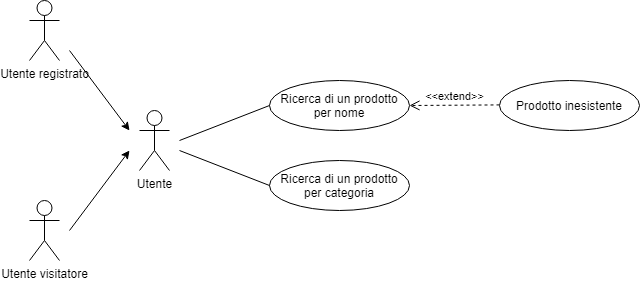 Utente registrato
Utente
Utente visitatore
Ricerca di un prodotto
per nome
<<extend>>
Prodotto inesistente
Ricerca di un prodotto
per categoria